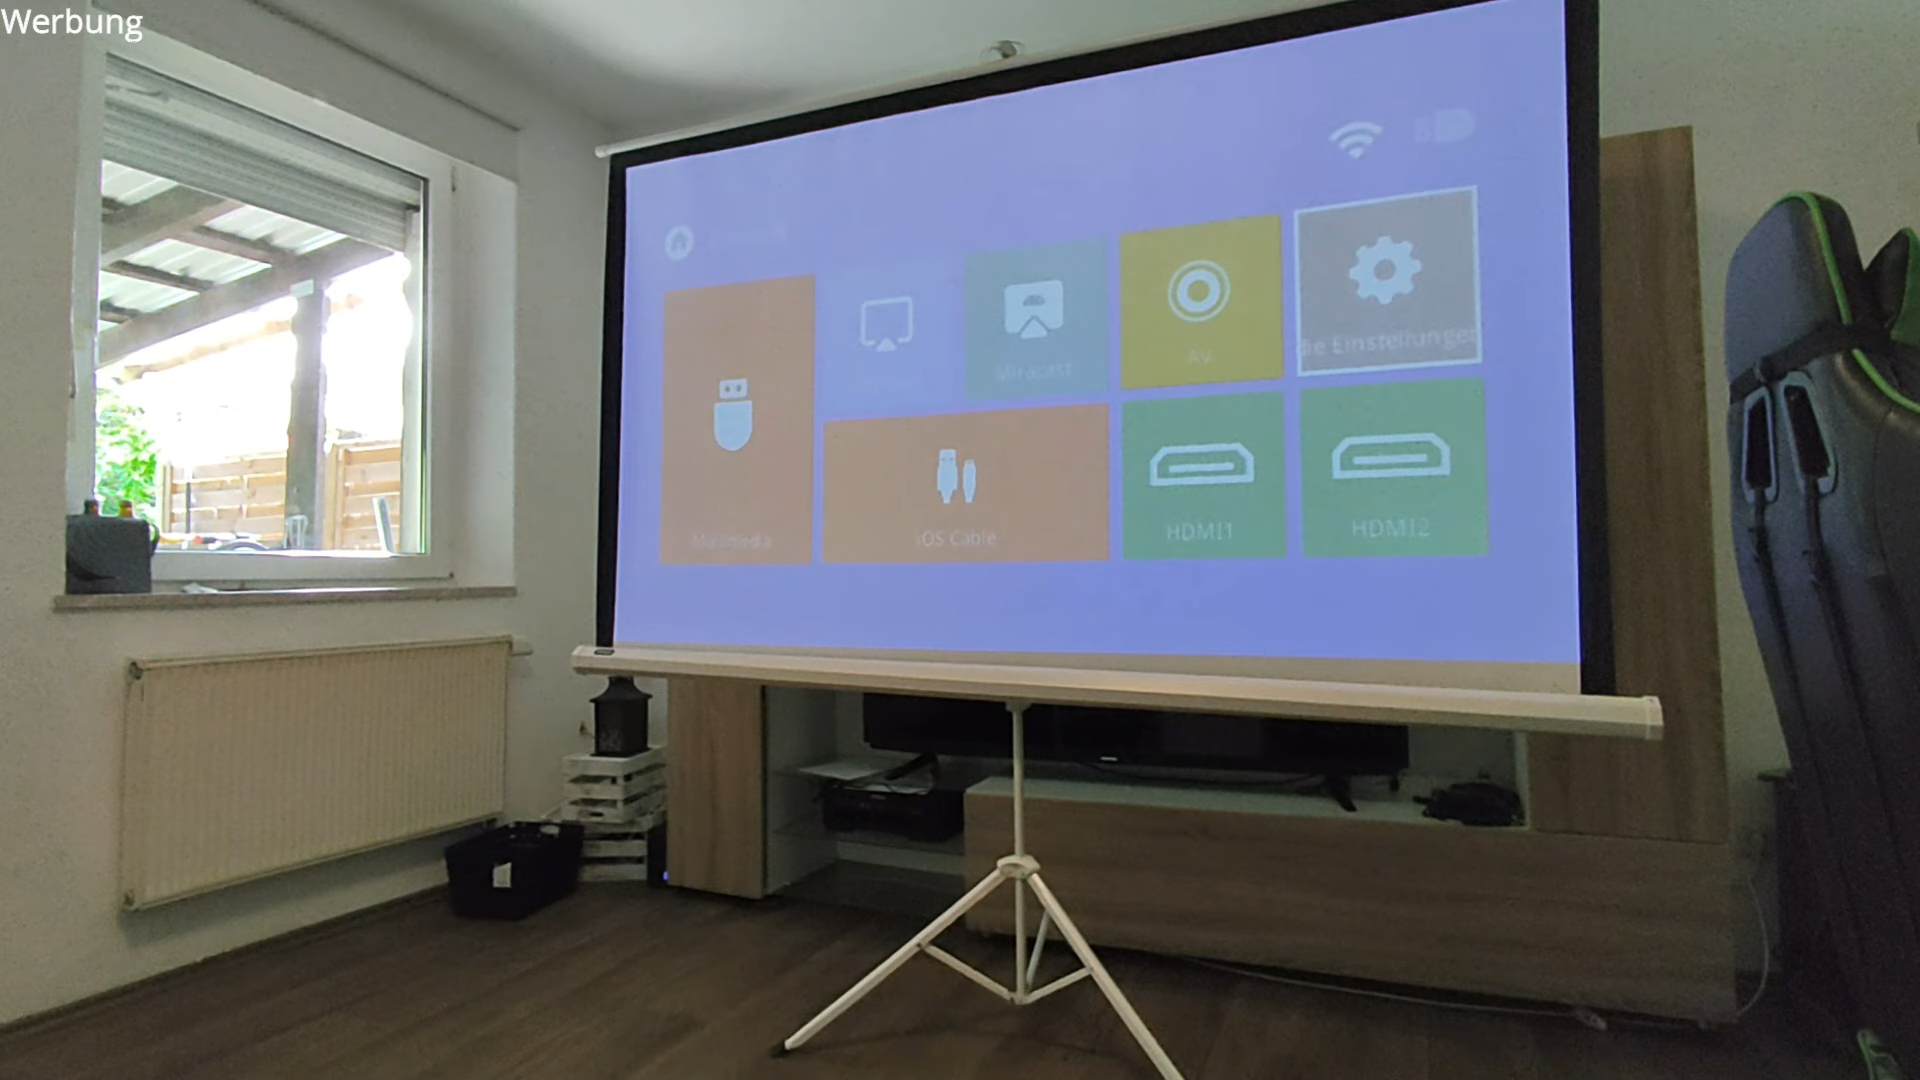 Werbung
Miracast
AV
die Einstellungen
Multimedia
iOS Cable
HDMI1
HDMI2